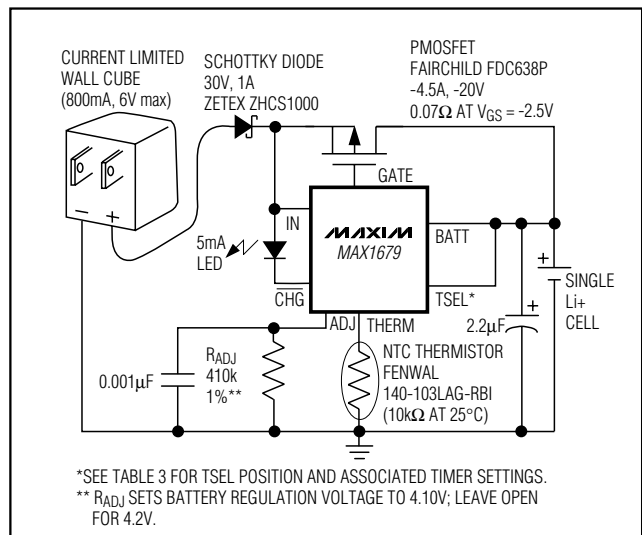 CURRENT LIMITED
WALL CUBE
(800mA, 6V max)
SCHOTTKY DIODE
30V, 1A
ZETEX ZHCS1000
PMOSFET
FAIRCHILD FDC638P
-4.5A, -20V
0.07Ω AT VGS = -2.5V
GATE
IN
MAXIM
MAX1679
BATT
5mA
LED
CHG
TSEL*
SINGLE
Li+
CELL
ADJ
THERM
2.2µF
0.001µF
RADJ
410k
1%**
NTC THERMISTOR
FENWAL
140-103LAG-RBI
(10kΩ AT 25°C)
*SEE TABLE 3 FOR TSEL POSITION AND ASSOCIATED TIMER SETTINGS.
** RADJ SETS BATTERY REGULATION VOLTAGE TO 4.10V; LEAVE OPEN
FOR 4.2V.